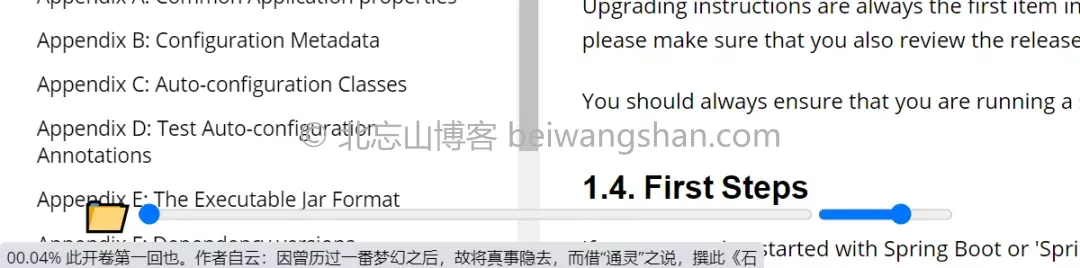 Appendix A: Common Application properties
Appendix B: Configuration Metadata
Appendix C: Auto-configuration Classes
Appendix D: Test Auto-configuration
Annotations
Appendix E: The Executable Jar Format
Appendix F: Dependency versions
Upgrading instructions are always the first item in
please make sure that you also review the release
You should always ensure that you are running a
1.4. First Steps
started with Spring Boot or 'Spri
© 北忘山博客 beiwangshan.com
00.04% 此开卷第一回也。作者自云：因曾历过一番梦幻之后，故将真事隐去，而借“通灵”之说，撰此《石